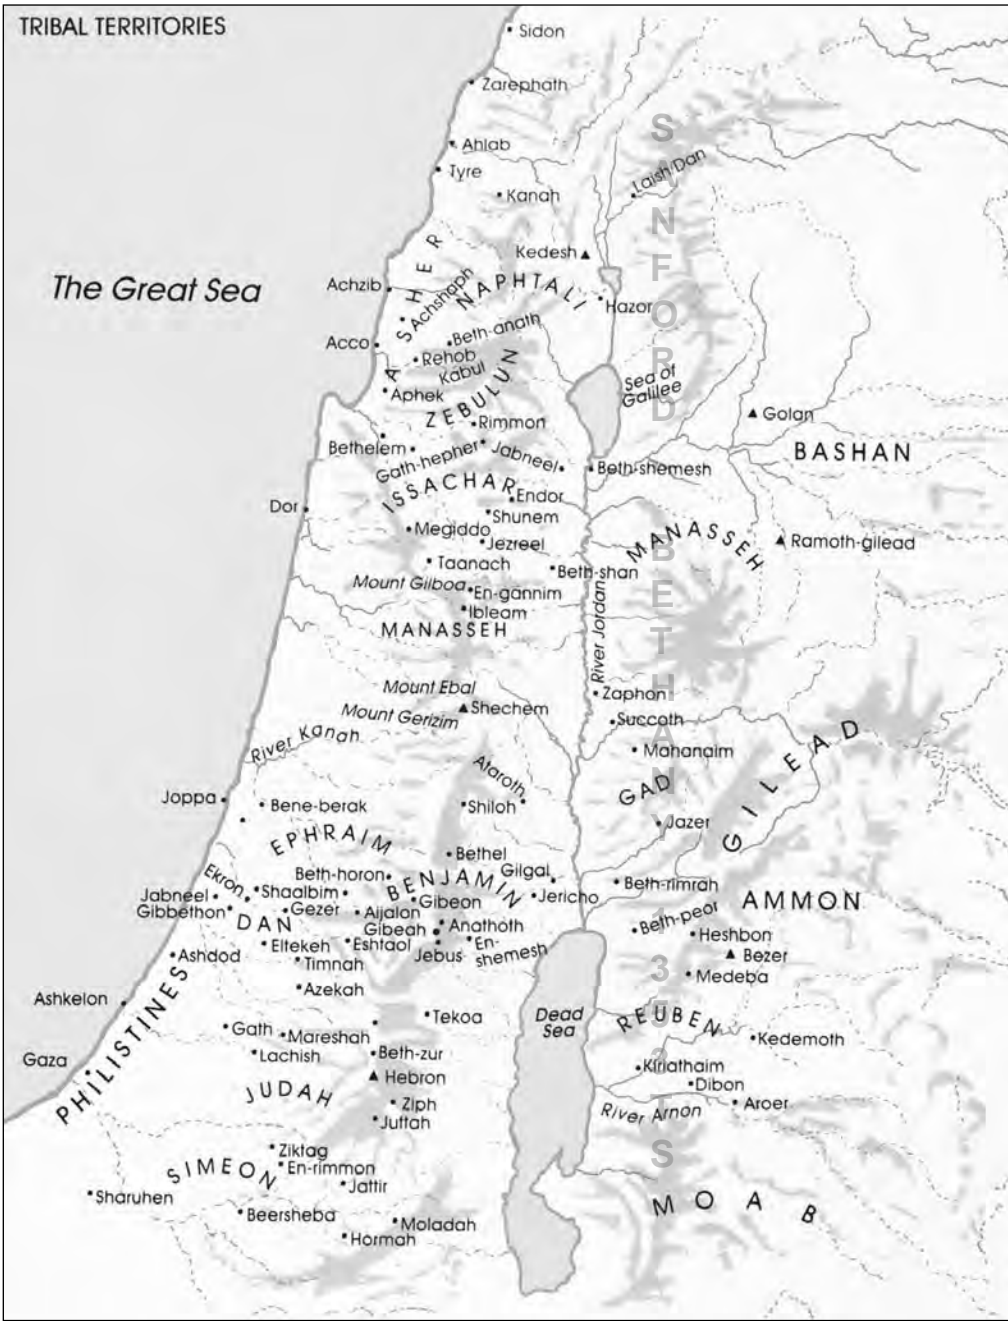 TRIBAL TERRITORIES
Sidon
Zarephath
Ahlab
Tyre
Kanah
Laish/Dan
Kedesh
ASHER
NAPHTALI
The Great Sea
Achzib
Achshaph
Hazor
Acco
Beth-anath
Rehob
Kabul
Sea of
Galilee
Aphek
ZEBULUN
Rimmon
Golan
Bethelem
Gath-hepher
Jabneel
Beth-shemesh
BASHAN
ISSACHAR
Endor
Dor
Shunem
Megiddo
Jezreel
MANASSEH
Ramoth-gilead
Taanach
Beth-shan
Mount Gilboa
En-gannim
Ibleam
MANASSEH
River Jordan
Mount Ebal
Zaphon
Mount Gerizim
Shechem
Succoth
River Kanah
Mahanaim
GILEAD
Ataroth
GAD
Joppa
Bene-berak
Shiloh
Jazer
EPHRAIM
Bethel
Beth-horon
BENJAMIN
Gilgal
Beth-rimrah
Jabneel
Ekron
Shaalbim
Gibeon
Jericho
AMMON
Gibbethon
Gezer
Aijalon
DAN
Gibeah
Anathoth
Beth-peor
Heshbon
Eltekeh
Eshtaol
Jebus
En-
shemesh
Bezer
Ashdod
Timnah
Medeba
Azekah
Ashkelon
PHILISTINES
Tekoa
Dead
Sea
REUBEN
Gath
Mareshah
Kedemoth
Lachish
Beth-zur
Gaza
Hebron
Kiriathaim
JUDAH
Dibon
Ziph
River Arnon
Aroer
Juttah
Ziktag
SIMEON
En-rimmon
Jattir
Sharuhen
MOAB
Beersheba
Moladah
Hormah